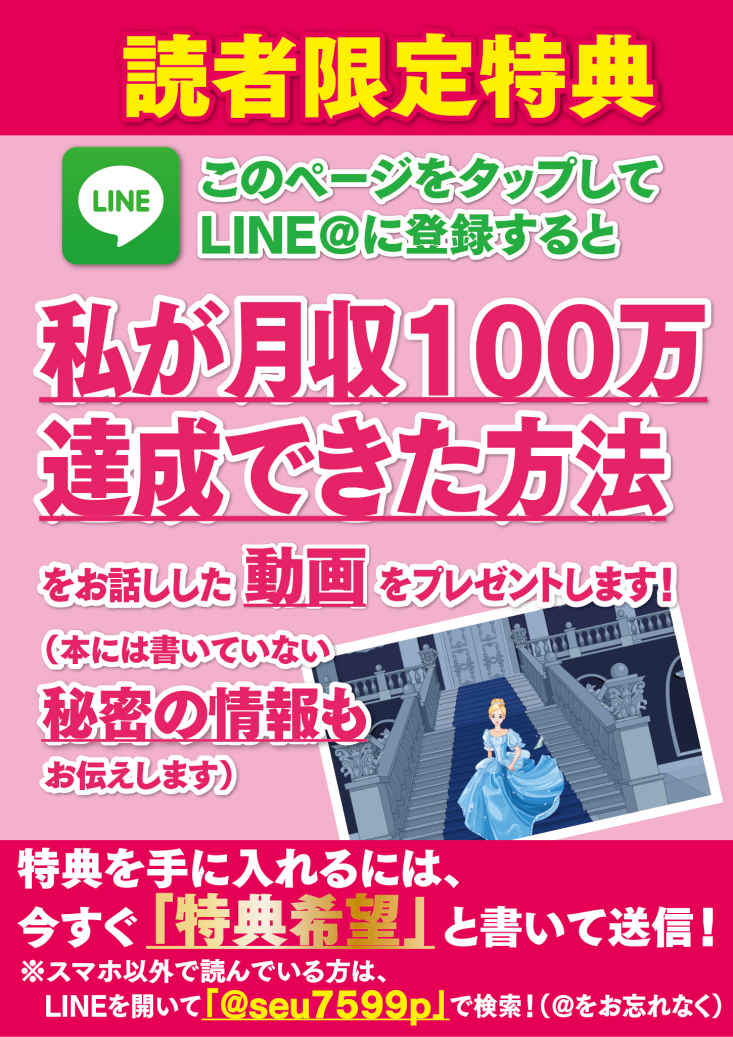 読者限定特典
LINE
このページをタップして
LINE@に登録すると
私が月収100万
達成できた方法
をお話しした 動画 をプレゼントします!
(本には書いていない
秘密の情報も
お伝えします)
特典を手に入れるには、
今すぐ「特典希望」と書いて送信!
※スマホ以外で読んでいる方は、
LINEを開いて「@seu7599p」で検索!(@をお忘れなく)